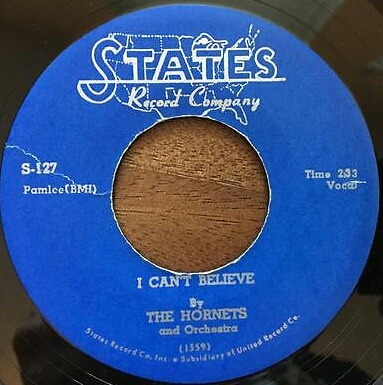 STATES
Record Company
S-127
Pamlee(BMI)
Time 2:33
Vocal
I CAN'T BELIEVE
By
THE HORNETS
and Orchestra
(1359)
States Record Co. Inc. a Subsidiary of United Record Co.